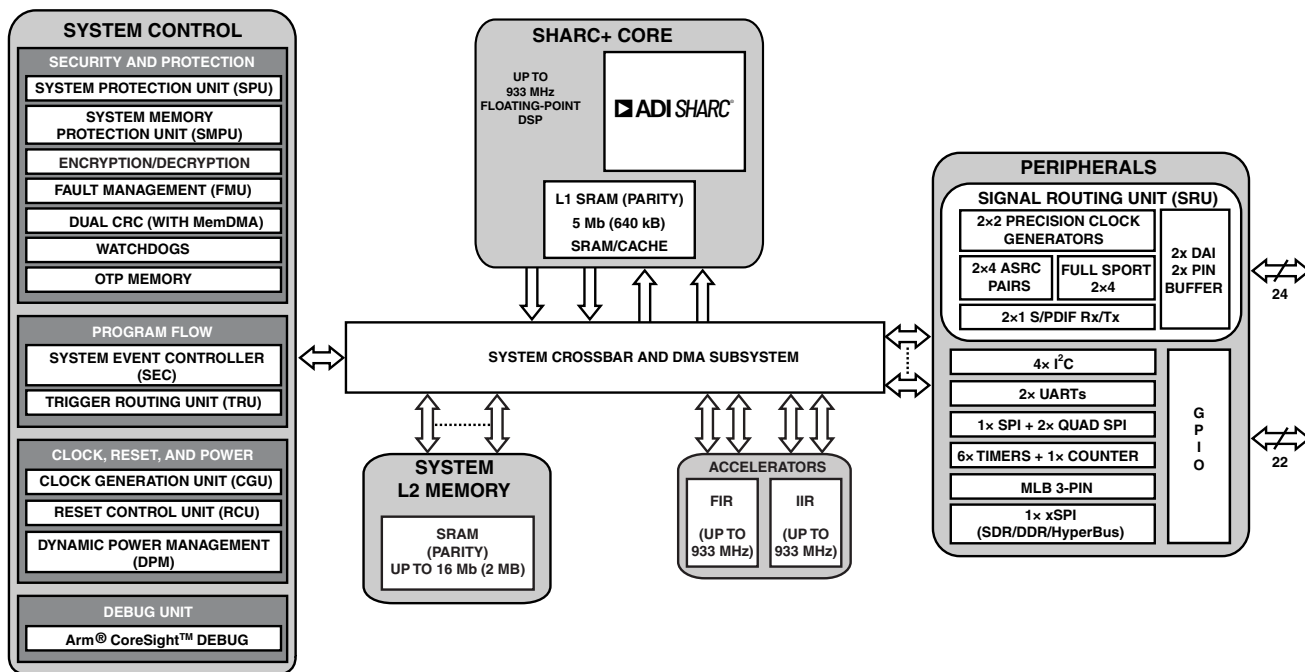 SYSTEM CONTROL
SECURITY AND PROTECTION
SYSTEM PROTECTION UNIT (SPU)
SYSTEM MEMORY
PROTECTION UNIT (SMPU)
ENCRYPTION/DECRYPTION
FAULT MANAGEMENT (FMU)
DUAL CRC (WITH MemDMA)
WATCHDOGS
OTP MEMORY
PROGRAM FLOW
SYSTEM EVENT CONTROLLER
(SEC)
TRIGGER ROUTING UNIT (TRU)
CLOCK, RESET, AND POWER
CLOCK GENERATION UNIT (CGU)
RESET CONTROL UNIT (RCU)
DYNAMIC POWER MANAGEMENT
(DPM)
DEBUG UNIT
Arm® CoreSight™ DEBUG
SHARC+ CORE
UP TO
933 MHz
FLOATING-POINT
DSP
ADI SHARC®
L1 SRAM (PARITY)
5 Mb (640 kB)
SRAM/CACHE
SYSTEM CROSSBAR AND DMA SUBSYSTEM
SYSTEM
L2 MEMORY
SRAM
(PARITY)
UP TO 16 Mb (2 MB)
ACCELERATORS
FIR
(UP TO
933 MHz)
IIR
(UP TO
933 MHz)
PERIPHERALS
SIGNAL ROUTING UNIT (SRU)
2×2 PRECISION CLOCK
GENERATORS
2×4 ASRC
PAIRS
FULL SPORT
2×4
2×1 S/PDIF Rx/Tx
2x DAI
2x PIN
BUFFER
24
4× I²C
2× UARTs
1× SPI + 2× QUAD SPI
6× TIMERS + 1× COUNTER
MLB 3-PIN
1× xSPI
(SDR/DDR/HyperBus)
G
P
I
O
22